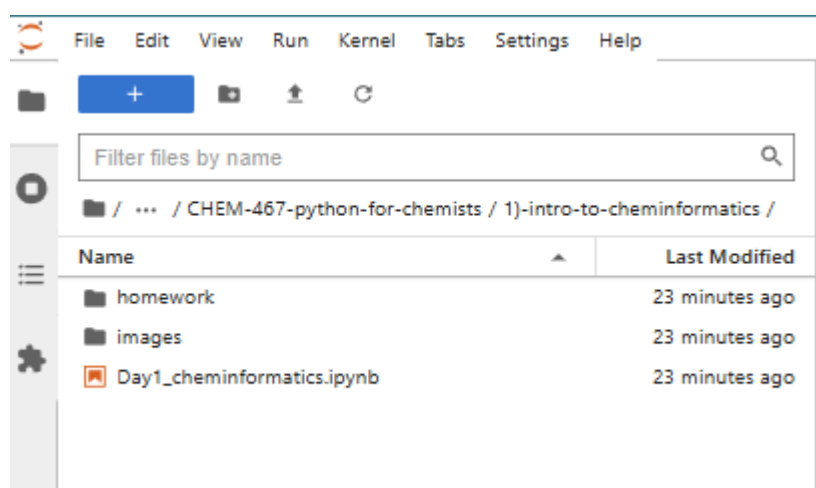 File Edit View Run Kernel Tabs Settings Help
+
Filter files by name
/ ··· / CHEM-467-python-for-chemists / 1)-intro-to-cheminformatics /
Name Last Modified
homework 23 minutes ago
images 23 minutes ago
Day1_cheminformatics.ipynb 23 minutes ago